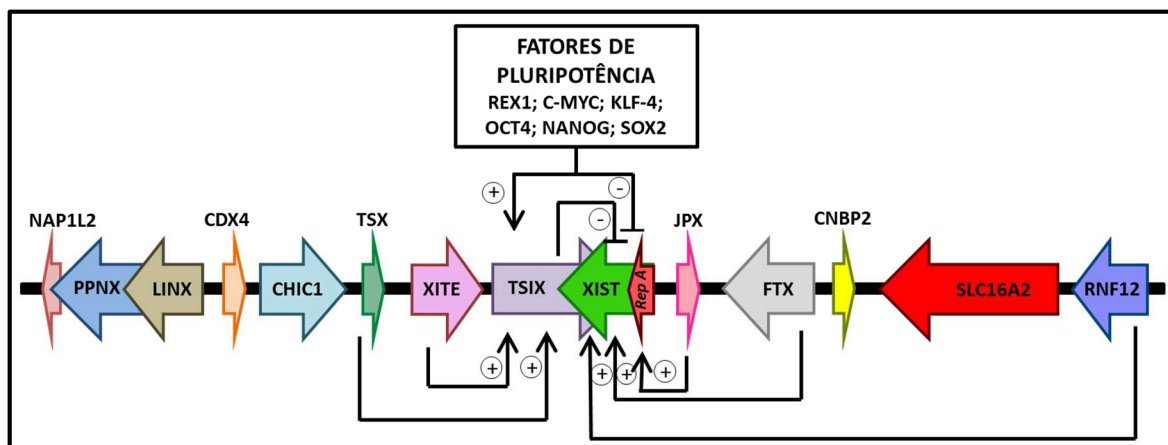 FATORES DE
PLURIPOTÊNCIA
REX1; C-MYC; KLF-4;
OCT4; NANOG; SOX2
+
-
-
NAP1L2
CDX4
TSX
JPX
CNBP2
PPNX
LINX
CHIC1
XITE
TSIX
XIST
Rep A
FTX
SLC16A2
RNF12
+
+
+
+
+